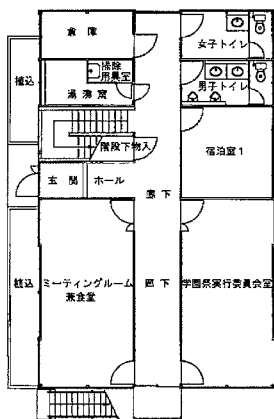 倉庫
女子トイレ
掃除
用具室
植込
湯沸室
男子トイレ
階段下物入
宿泊室1
玄関
ホール
廊下
植込
ミーティングルーム
兼食堂
廊下
学園祭実行委員会室